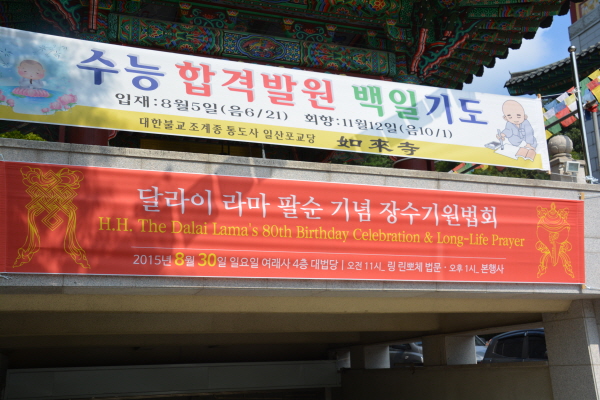 수능 합격발원 백일기도
입재:8월5일(음6/21) 회향:11월12일(음10/1)
대한불교조계종 통도사 일산포교당 如來寺
달라이 라마 팔순 기념 장수기원법회
H.H. The Dalai Lama's 80th Birthday Celebration & Long-Life Prayer
2015년 8월 30일 일요일 여래사 4층 대법당 | 오전 11시_ 링 린뽀체 법문 · 오후 1시_ 본행사